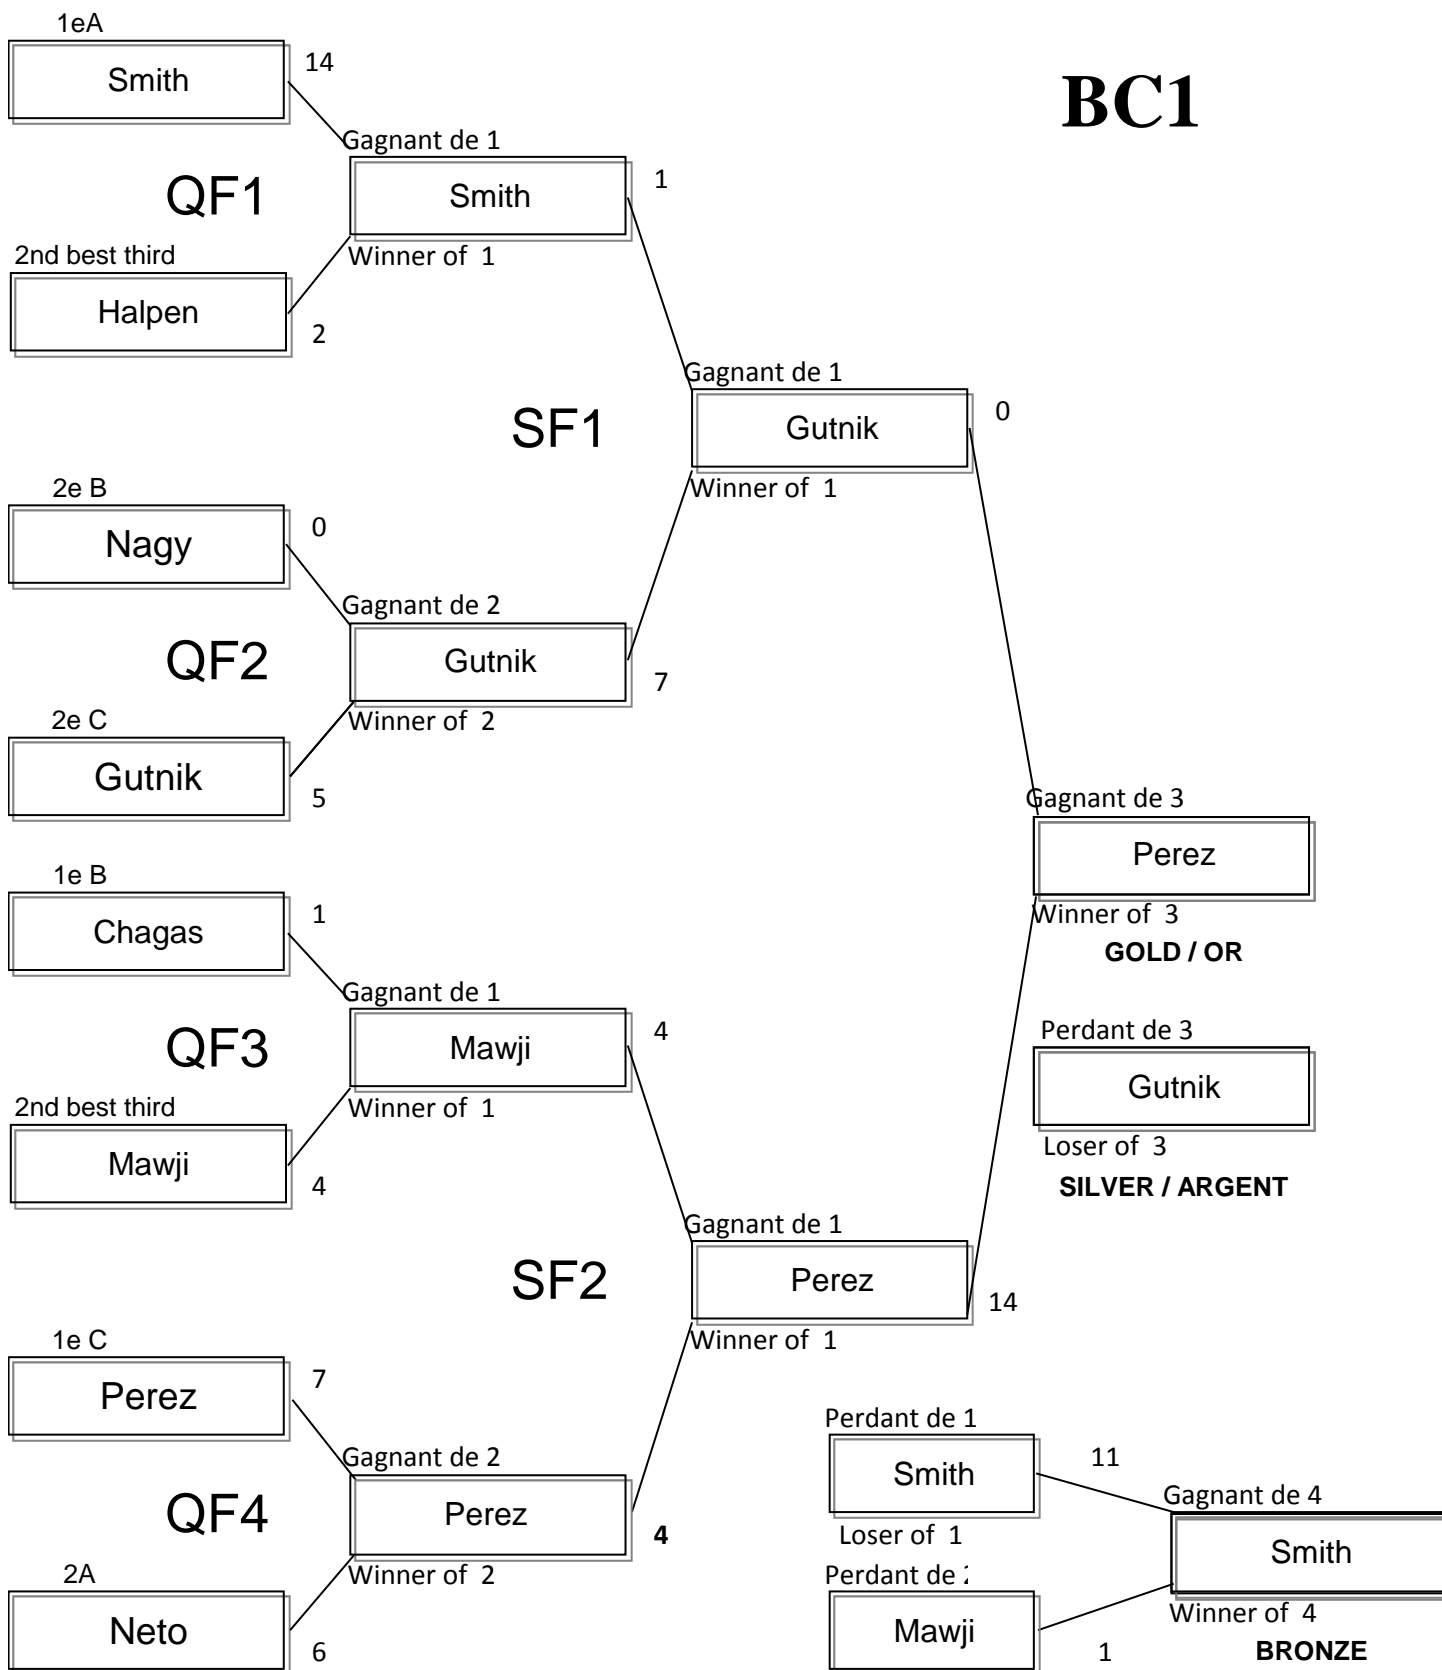 1eA
Smith
14
BC1
Gagnant de 1
QF1
Smith
1
2nd best third
Winner of 1
Halpen
2
Gagnant de 1
SF1
Gutnik
0
2e B
Winner of 1
Nagy
0
Gagnant de 2
QF2
Gutnik
7
2e C
Winner of 2
Gutnik
5
Gagnant de 3
1e B
Perez
Chagas
1
Winner of 3
GOLD / OR
Gagnant de 1
QF3
Mawji
4
Perdant de 3
Gutnik
2nd best third
Winner of 1
Loser of 3
Mawji
4
SILVER / ARGENT
Gagnant de 1
SF2
Perez
14
1e C
Winner of 1
Perez
7
Perdant de 1
Gagnant de 2
Smith
11
QF4
Perez
4
Loser of 1
Gagnant de 4
Smith
2A
Winner of 2
Perdant de
Winner of 4
Neto
6
Mawji
1
BRONZE